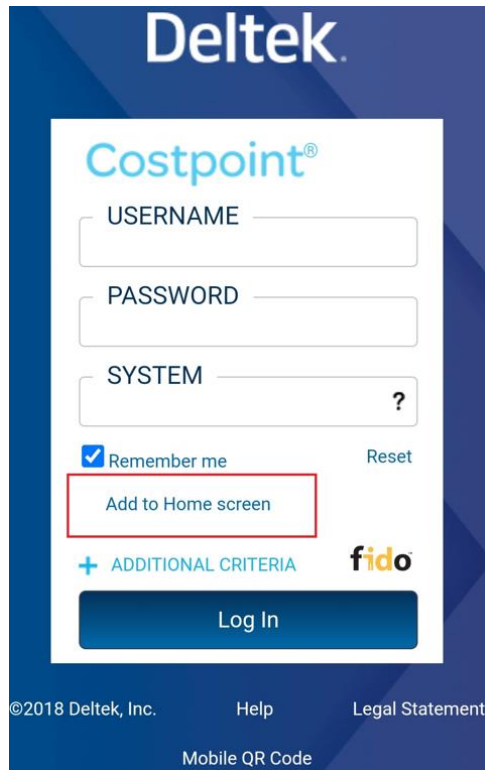 Deltek.
Costpoint®
USERNAME
PASSWORD
SYSTEM
?
Remember me Reset
Add to Home screen
+ ADDITIONAL CRITERIA fido
Log In
©2018 Deltek, Inc. Help Legal Statement
Mobile QR Code